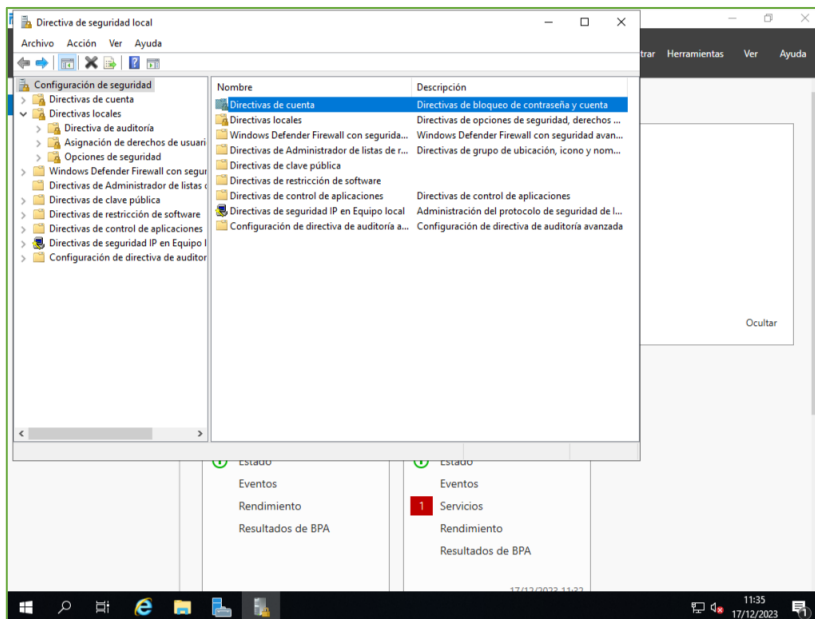 Directiva de seguridad local
Archivo Acción Ver Ayuda
trar Herramientas Ver Ayuda
Configuración de seguridad
Directivas de cuenta
Directivas locales
Directiva de auditoría
Asignación de derechos de usuari
Opciones de seguridad
Windows Defender Firewall con segur
Directivas de Administrador de listas
Directivas de clave pública
Directivas de restricción de software
Directivas de control de aplicaciones
Directivas de seguridad IP en Equipo l
Configuración de directiva de auditor
Nombre Descripción
Directivas de cuenta Directivas de bloqueo de contraseña y cuenta
Directivas locales Directivas de opciones de seguridad, derechos ...
Windows Defender Firewall con segurida... Windows Defender Firewall con seguridad avan...
Directivas de Administrador de listas de r... Directivas de grupo de ubicación, icono y nom...
Directivas de clave pública
Directivas de restricción de software
Directivas de control de aplicaciones Directivas de control de aplicaciones
Directivas de seguridad IP en Equipo local Administración del protocolo de seguridad de l...
Configuración de directiva de auditoría a... Configuración de directiva de auditoría avanzada
Ocultar
Estado
Eventos
Rendimiento
Resultados de BPA
Estado
Eventos
1 Servicios
Rendimiento
Resultados de BPA
17/12/2023 11:32
11:35
17/12/2023
1